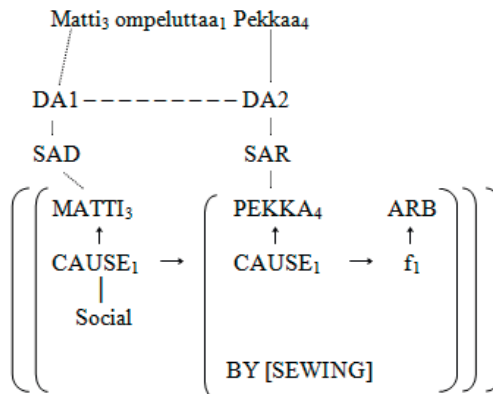 Matti₃ ompeluttaa₁ Pekkaa₄
DA1 DA2
SAD SAR
MATTI₃ PEKKA₄ ARB
CAUSE₁ → CAUSE₁ → f₁
Social
BY [SEWING]